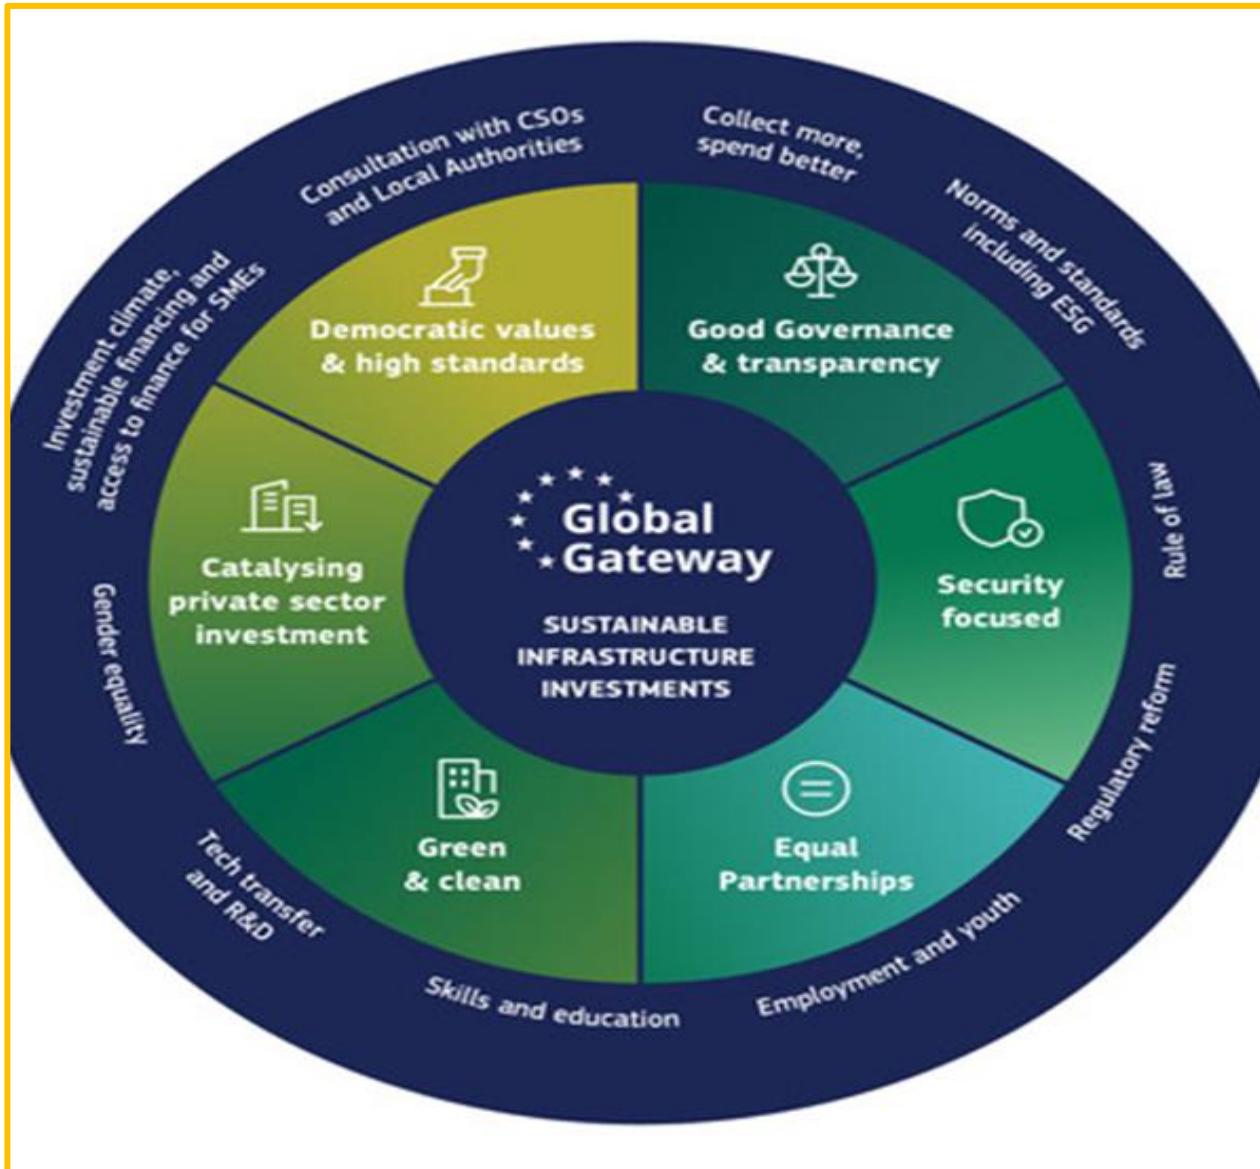 Consultation with CSOs
and Local Authorities
Collect more,
spend better
Norms and standards
including ESG
Rule of law
Regulatory reform
Employment and youth
Skills and education
Tech transfer
and R&D
Gender equality
Investment climate,
sustainable financing and
access to finance for SMEs
Democratic values
& high standards
Good Governance
& transparency
Security
focused
Equal
Partnerships
Green
& clean
Catalysing
private sector
investment
Global
Gateway
SUSTAINABLE
INFRASTRUCTURE
INVESTMENTS